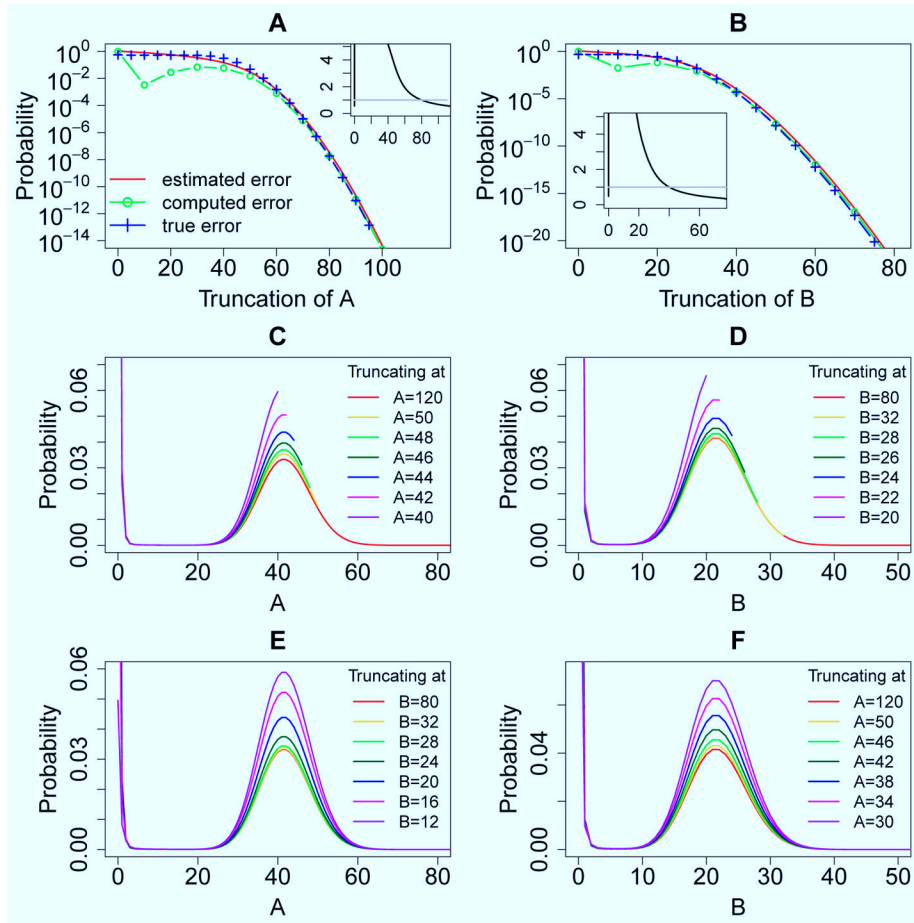 A
10^0
10^-2
10^-4
10^-6
10^-8
10^-10
10^-12
10^-14
Probability
4
2
0
0 40 80
estimated error
computed error
true error
0 20 40 60 80 100
Truncation of A
B
10^0
10^-5
10^-10
10^-15
10^-20
Probability
4
2
0
0 20 60
0 20 40 60 80
Truncation of B
C
Probability
0.06
0.03
0.00
Truncating at
A=120
A=50
A=48
A=46
A=44
A=42
A=40
0 20 40 60 80
A
D
Probability
0.06
0.03
0.00
Truncating at
B=80
B=32
B=28
B=26
B=24
B=22
B=20
0 10 20 30 40 50
B
E
Probability
0.06
0.03
0.00
Truncating at
B=80
B=32
B=28
B=24
B=20
B=16
B=12
0 20 40 60 80
A
F
Probability
0.04
0.00
Truncating at
A=120
A=50
A=46
A=42
A=38
A=34
A=30
0 10 20 30 40 50
B